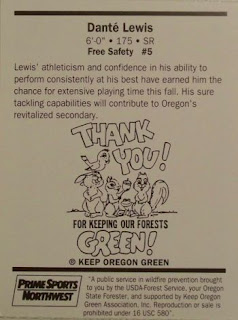 Danté Lewis
6'-0" • 175 • SR
Free Safety #5
Lewis' athleticism and confidence in his ability to
perform consistently at his best have earned him the
chance for extensive playing time this fall. His sure
tackling capabilities will contribute to Oregon's
revitalized secondary.
THANK
YOU!
FOR KEEPING OUR FORESTS
GREEN!
® KEEP OREGON GREEN
PRIME SPORTS
NORTHWEST
"A public service in wildfire prevention brought
to you by the USDA-Forest Service, your Oregon
State Forester, and supported by Keep Oregon
Green Association, Inc. Reproduction or sale is
prohibited under 16 USC 580".